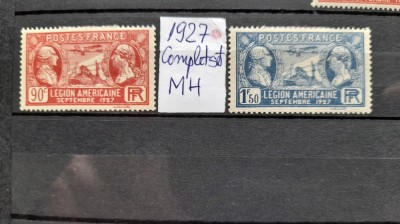 POSTES FRANCE
90c
LEGION AMERICAINE
SEPTEMBRE 1927
RF
1927
Complet set
MH
POSTES FRANCE
1f50
LEGION AMERICAINE
SEPTEMBRE 1927
RF